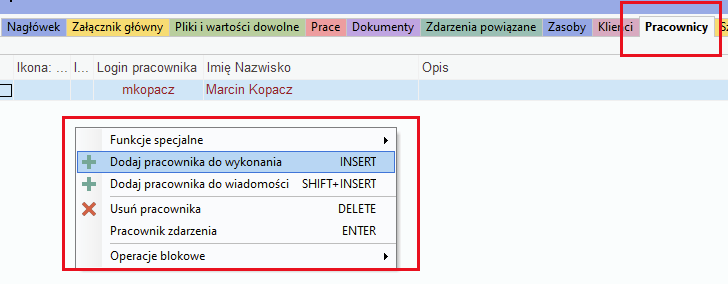 Nagłówek Załącznik główny Pliki i wartości dowolne Prace Dokumenty Zdarzenia powiązane Zasoby Klienci Pracownicy
Ikona: ... I... Login pracownika Imię Nazwisko Opis
mkopacz Marcin Kopacz
Funkcje specjalne
Dodaj pracownika do wykonania INSERT
Dodaj pracownika do wiadomości SHIFT+INSERT
Usuń pracownika DELETE
Pracownik zdarzenia ENTER
Operacje blokowe